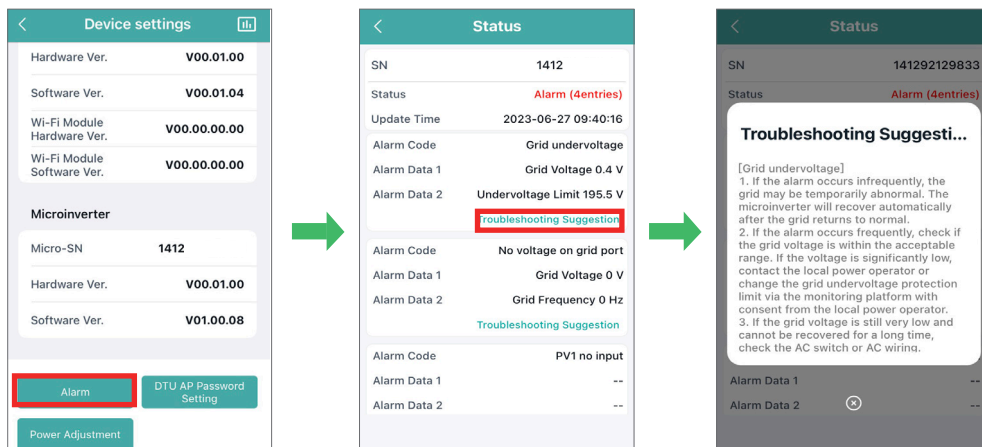 Device settings
Hardware Ver. V00.01.00
Software Ver. V00.01.04
Wi-Fi Module
Hardware Ver. V00.00.00.00
Wi-Fi Module
Software Ver. V00.00.00.00
Microinverter
Micro-SN 1412
Hardware Ver. V00.01.00
Software Ver. V01.00.08
Alarm
DTU AP Password
Setting
Power Adjustment
Status
SN 1412
Status Alarm (4entries)
Update Time 2023-06-27 09:40:16
Alarm Code Grid undervoltage
Alarm Data 1 Grid Voltage 0.4 V
Alarm Data 2 Undervoltage Limit 195.5 V
Troubleshooting Suggestion
Alarm Code No voltage on grid port
Alarm Data 1 Grid Voltage 0 V
Alarm Data 2 Grid Frequency 0 Hz
Troubleshooting Suggestion
Alarm Code PV1 no input
Alarm Data 1 --
Alarm Data 2 --
Status
SN 141292129833
Status Alarm (4entries)
Troubleshooting Suggesti...
[Grid undervoltage]
1. If the alarm occurs infrequently, the
grid may be temporarily abnormal. The
microinverter will recover automatically
after the grid returns to normal.
2. If the alarm occurs frequently, check if
the grid voltage is within the acceptable
range. If the voltage is significantly low,
contact the local power operator or
change the grid undervoltage protection
limit via the monitoring platform with
consent from the local power operator.
3. If the grid voltage is still very low and
cannot be recovered for a long time,
check the AC switch or AC wiring.
Alarm Data 1 --
Alarm Data 2 --